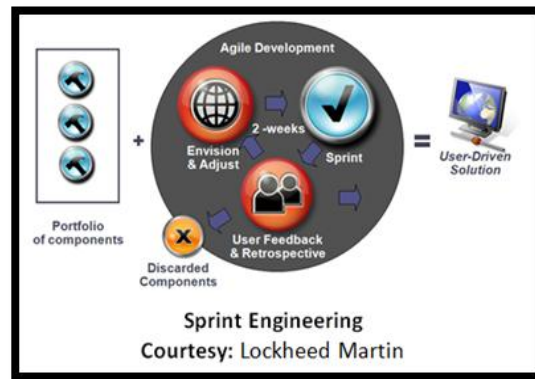 Agile Development
+
2 -weeks
=
Envision
& Adjust
Sprint
User-Driven
Solution
Portfolio
of components
User Feedback
& Retrospective
X
Discarded
Components
Sprint Engineering
Courtesy: Lockheed Martin